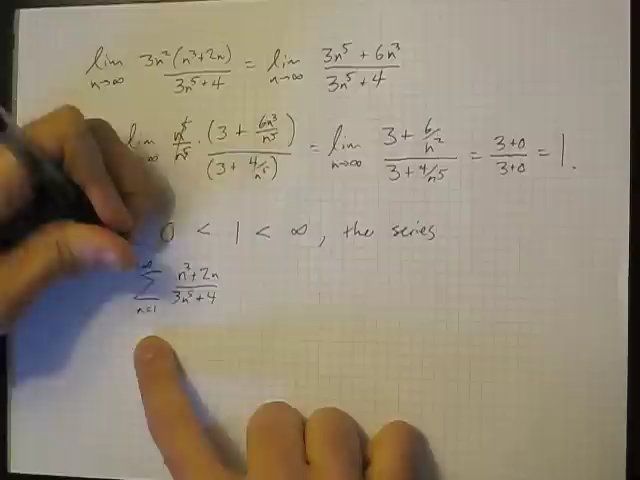 lim n→∞ 3n²(n³+2n) / 3n⁵+4 = lim n→∞ 3n⁵ + 6n³ / 3n⁵ + 4
lim ∞ n⁵/n⁵ · (3 + 6n³/n⁵) / (3 + 4/n⁵) = lim n→∞ 3 + 6/n² / 3 + 4/n⁵ = 3+0 / 3+0 = 1.
0 < 1 < ∞, the series
∞ Σ n=1 n³+2n / 3n⁵+4